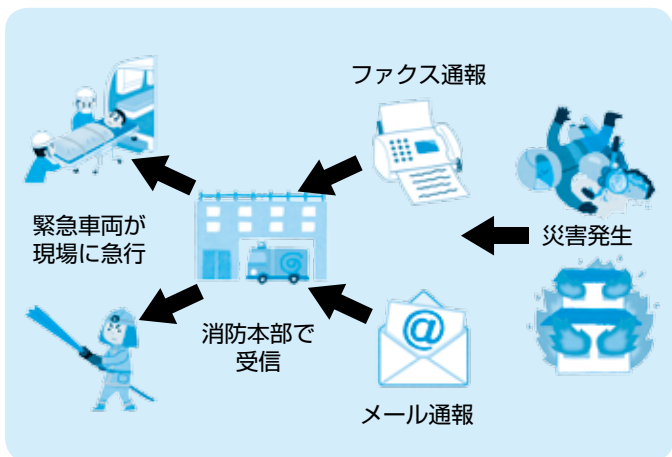 ファクス通報
災害発生
緊急車両が
現場に急行
消防本部で
受信
@
メール通報